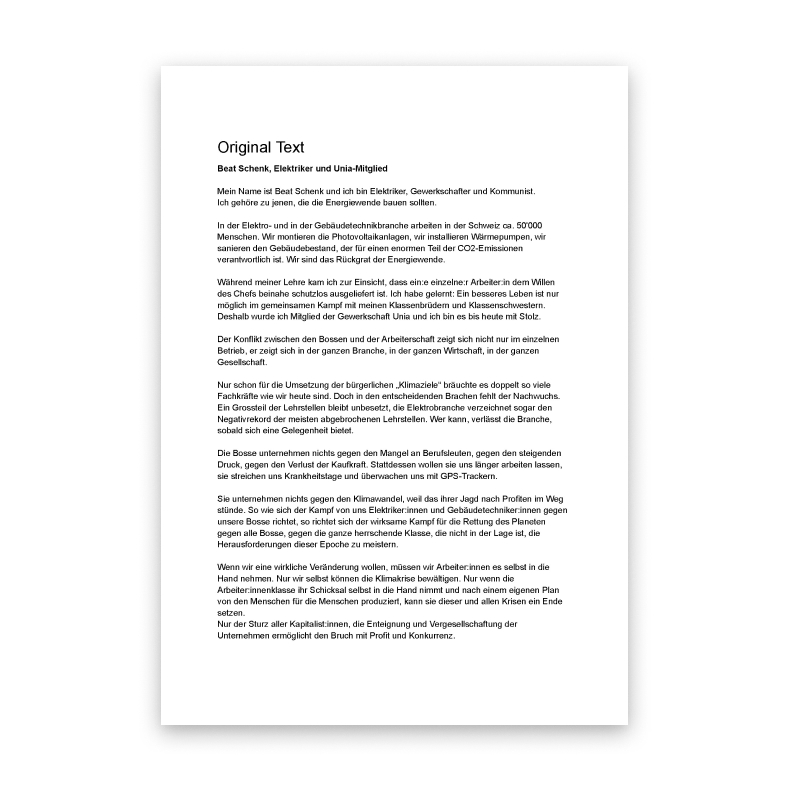 Original Text
Beat Schenk, Elektriker und Unia-Mitglied
Mein Name ist Beat Schenk und ich bin Elektriker, Gewerkschafter und Kommunist.
Ich gehöre zu jenen, die die Energiewende bauen sollten.
In der Elektro- und in der Gebäudetechnikbranche arbeiten in der Schweiz ca. 50'000
Menschen. Wir montieren die Photovoltaikanlagen, wir installieren Wärmepumpen, wir
sanieren den Gebäudebestand, der für einen enormen Teil der CO2-Emissionen
verantwortlich ist. Wir sind das Rückgrat der Energiewende.
Während meiner Lehre kam ich zur Einsicht, dass ein:e einzelne:r Arbeiter:in dem Willen
des Chefs beinahe schutzlos ausgeliefert ist. Ich habe gelernt: Ein besseres Leben ist nur
möglich im gemeinsamen Kampf mit meinen Klassenbrüdern und Klassenschwestern.
Deshalb wurde ich Mitglied der Gewerkschaft Unia und ich bin es bis heute mit Stolz.
Der Konflikt zwischen den Bossen und der Arbeiterschaft zeigt sich nicht nur im einzelnen
Betrieb, er zeigt sich in der ganzen Branche, in der ganzen Wirtschaft, in der ganzen
Gesellschaft.
Nur schon für die Umsetzung der bürgerlichen „Klimaziele“ bräuchte es doppelt so viele
Fachkräfte wie wir heute sind. Doch in den entscheidenden Brachen fehlt der Nachwuchs.
Ein Grossteil der Lehrstellen bleibt unbesetzt, die Elektrobranche verzeichnet sogar den
Negativrekord der meisten abgebrochenen Lehrstellen. Wer kann, verlässt die Branche,
sobald sich eine Gelegenheit bietet.
Die Bosse unternehmen nichts gegen den Mangel an Berufsleuten, gegen den steigenden
Druck, gegen den Verlust der Kaufkraft. Stattdessen wollen sie uns länger arbeiten lassen,
sie streichen uns Krankheitstage und überwachen uns mit GPS-Trackern.
Sie unternehmen nichts gegen den Klimawandel, weil das ihrer Jagd nach Profiten im Weg
stünde. So wie sich der Kampf von uns Elektriker:innen und Gebäudetechniker:innen gegen
unsere Bosse richtet, so richtet sich der wirksame Kampf für die Rettung des Planeten
gegen alle Bosse, gegen die ganze herrschende Klasse, die nicht in der Lage ist, die
Herausforderungen dieser Epoche zu meistern.
Wenn wir eine wirkliche Veränderung wollen, müssen wir Arbeiter:innen es selbst in die
Hand nehmen. Nur wir selbst können die Klimakrise bewältigen. Nur wenn die
Arbeiter:innenklasse ihr Schicksal selbst in die Hand nimmt und nach einem eigenen Plan
von den Menschen für die Menschen produziert, kann sie dieser und allen Krisen ein Ende
setzen.
Nur der Sturz aller Kapitalist:innen, die Enteignung und Vergesellschaftung der
Unternehmen ermöglicht den Bruch mit Profit und Konkurrenz.